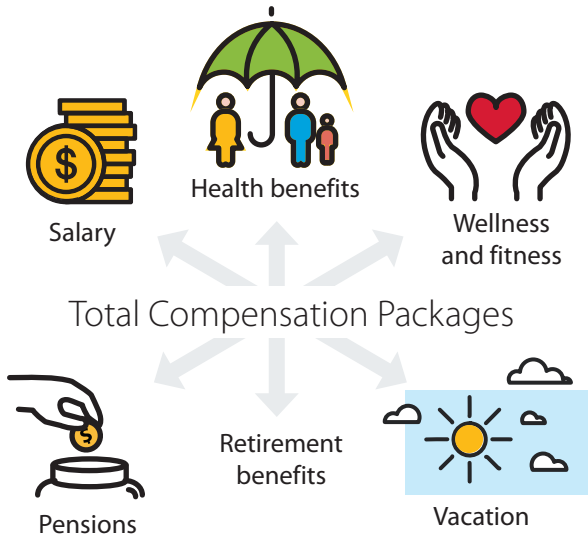 $
Health benefits
Salary
Wellness
and fitness
Total Compensation Packages
$
Retirement
benefits
Pensions
Vacation